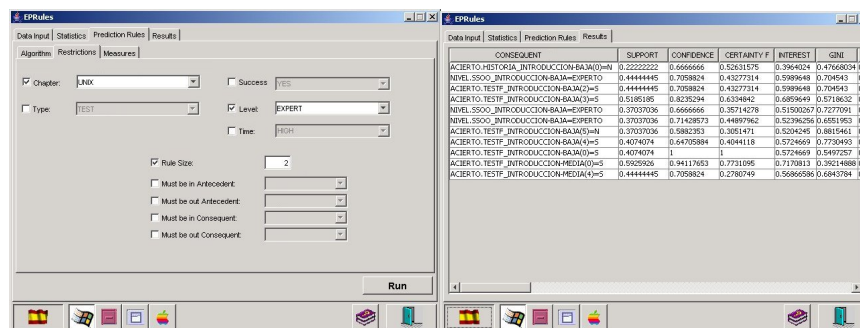 EPRules
Data Input Statistics Prediction Rules Results
Algorithm Restrictions Measures
Chapter: UNIX Success YES
Type: TEST Level: EXPERT
Time: HIGH
Rule Size: 2
Must be in Antecedent:
Must be out Antecedent:
Must be in Consequent:
Must be out Consequent:
Run
EPRules
Data Input Statistics Prediction Rules Results
CONSEQUENT SUPPORT CONFIDENCE CERTAINTY F INTEREST GINI
ACIERTO.HISTORIA_INTRODUCCION-BAJA(0)=N 0.22222222 0.6666666 0.52631575 0.3964024 0.47668034
NIVEL.SSOO_INTRODUCCION-BAJA=EXPERTO 0.44444445 0.7058824 0.43277314 0.5989648 0.704543
ACIERTO.TESTF_INTRODUCCION-BAJA(2)=S 0.44444445 0.7058824 0.43277314 0.5989648 0.704543
ACIERTO.TESTF_INTRODUCCION-BAJA(3)=S 0.5185185 0.8235294 0.6334842 0.6859649 0.5718632
NIVEL.SSOO_INTRODUCCION-BAJA=EXPERTO 0.37037036 0.6666666 0.35714278 0.51500267 0.7277091
NIVEL.SSOO_INTRODUCCION-BAJA=EXPERTO 0.37037036 0.71428573 0.44897962 0.52396256 0.6551953
ACIERTO.TESTF_INTRODUCCION-BAJA(5)=N 0.37037036 0.5882353 0.3051471 0.5204245 0.8815461
ACIERTO.TESTF_INTRODUCCION-BAJA(4)=S 0.4074074 0.64705884 0.4044118 0.5724669 0.7730493
ACIERTO.TESTF_INTRODUCCION-BAJA(0)=S 0.4074074 1 1 0.5724669 0.5497257
ACIERTO.TESTF_INTRODUCCION-MEDIA(0)=S 0.5925926 0.94117653 0.7731095 0.7170813 0.39214888
ACIERTO.TESTF_INTRODUCCION-MEDIA(4)=S 0.44444445 0.7058824 0.2780749 0.56866586 0.6843784